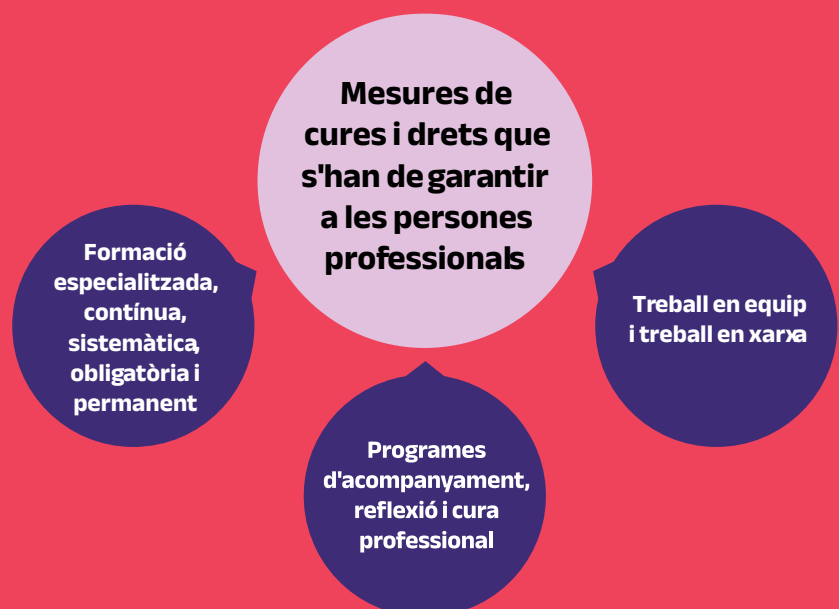 Mesures de
cures i drets que
s'han de garantir
a les persones
professionals
Formació
especialitzada,
contínua,
sistemàtica,
obligatòria i
permanent
Programes
d'acompanyament,
reflexió i cura
professional
Treball en equip
i treball en xarxa